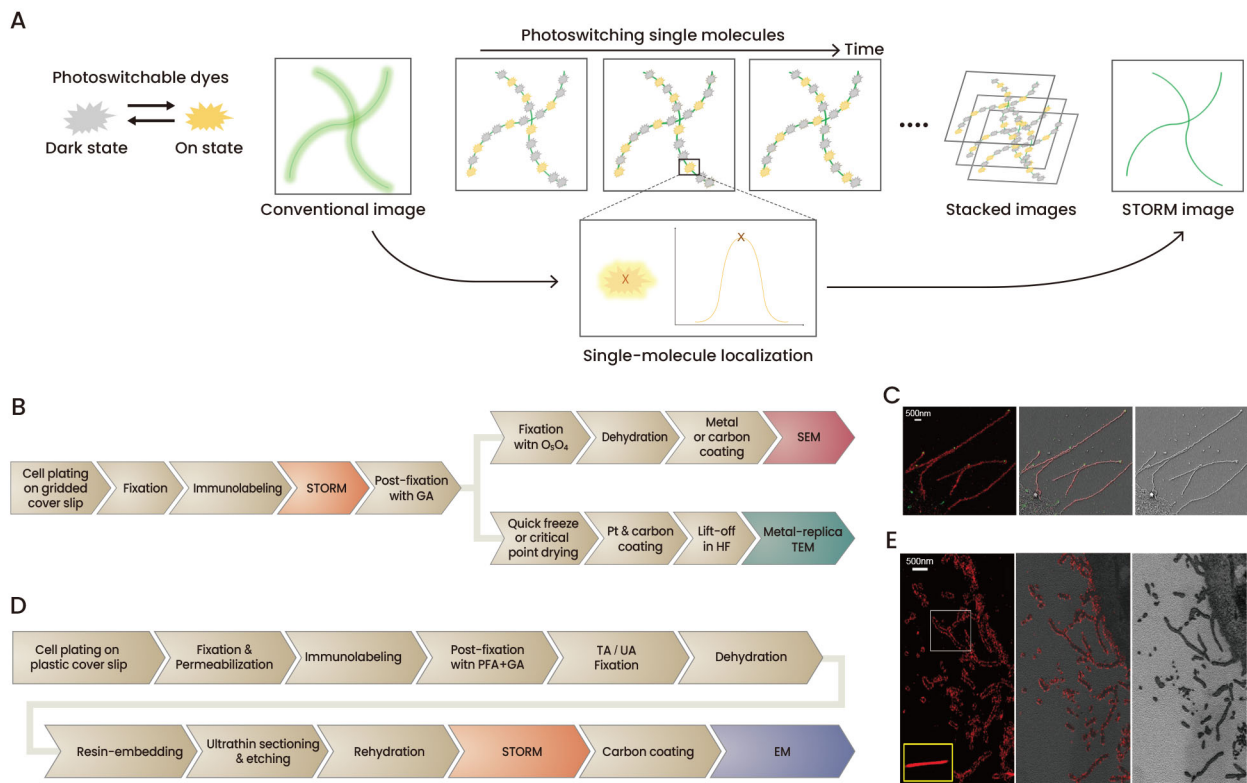 A
Photoswitching single molecules
Time
Photoswitchable dyes
Dark state
On state
Conventional image
Stacked images
STORM image
X
X
Single-molecule localization
B
Cell plating
on gridded
cover slip
Fixation
Immunolabeling
STORM
Post-fixation
with GA
Fixation
with OsO4
Dehydration
Metal
or carbon
coating
SEM
Quick freeze
or critical
point drying
Pt & carbon
coating
Lift-off
in HF
Metal-replica
TEM
C
500nm
D
Cell plating on
plastic cover slip
Fixation &
Permeabilization
Immunolabeling
Post-fixation
witn PFA+GA
TA / UA
Fixation
Dehydration
Resin-embedding
Ultrathin sectioning
& etching
Rehydration
STORM
Carbon coating
EM
E
500nm